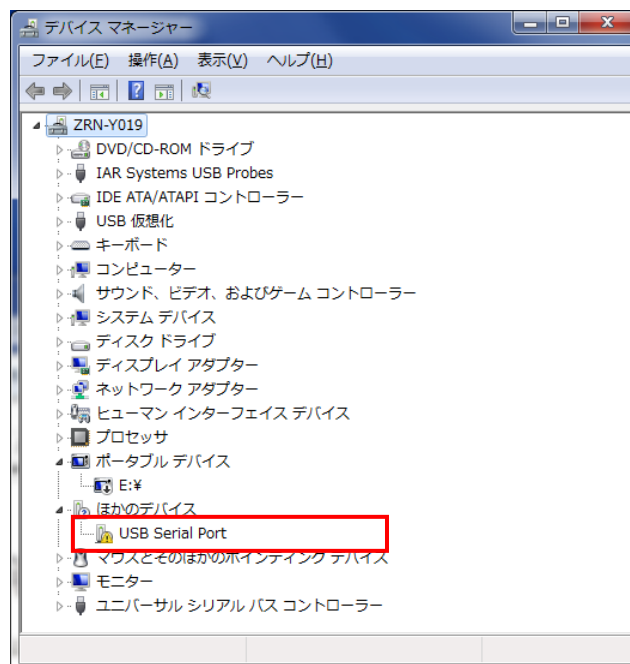 デバイス マネージャー
ファイル(F) 操作(A) 表示(V) ヘルプ(H)
ZRN-Y019
DVD/CD-ROM ドライブ
IAR Systems USB Probes
IDE ATA/ATAPI コントローラー
USB 仮想化
キーボード
コンピューター
サウンド、ビデオ、およびゲーム コントローラー
システム デバイス
ディスク ドライブ
ディスプレイ アダプター
ネットワーク アダプター
ヒューマン インターフェイス デバイス
プロセッサ
ポータブル デバイス
E:¥
ほかのデバイス
USB Serial Port
マウスとそのほかのポインティング デバイス
モニター
ユニバーサル シリアル バス コントローラー